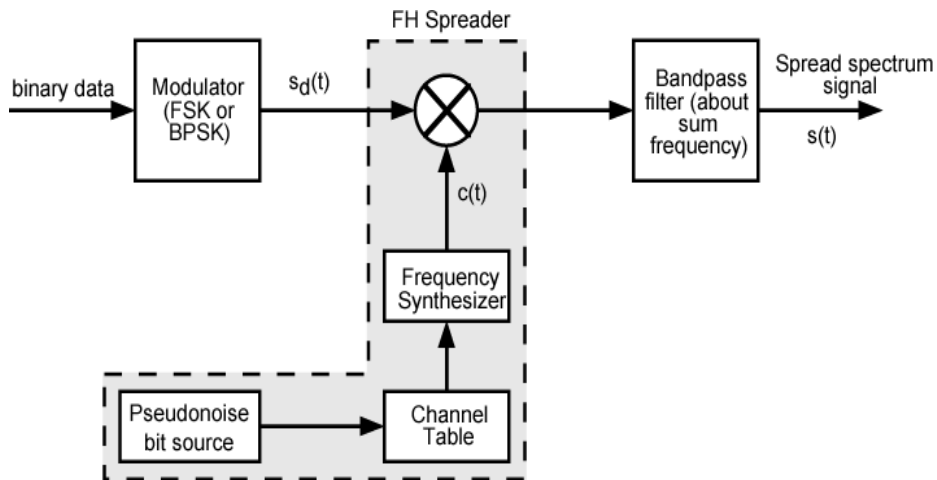 FH Spreader
binary data
Modulator
(FSK or
BPSK)
s_d(t)
Bandpass
filter (about
sum
frequency)
Spread spectrum
signal
s(t)
c(t)
Frequency
Synthesizer
Pseudonoise
bit source
Channel
Table